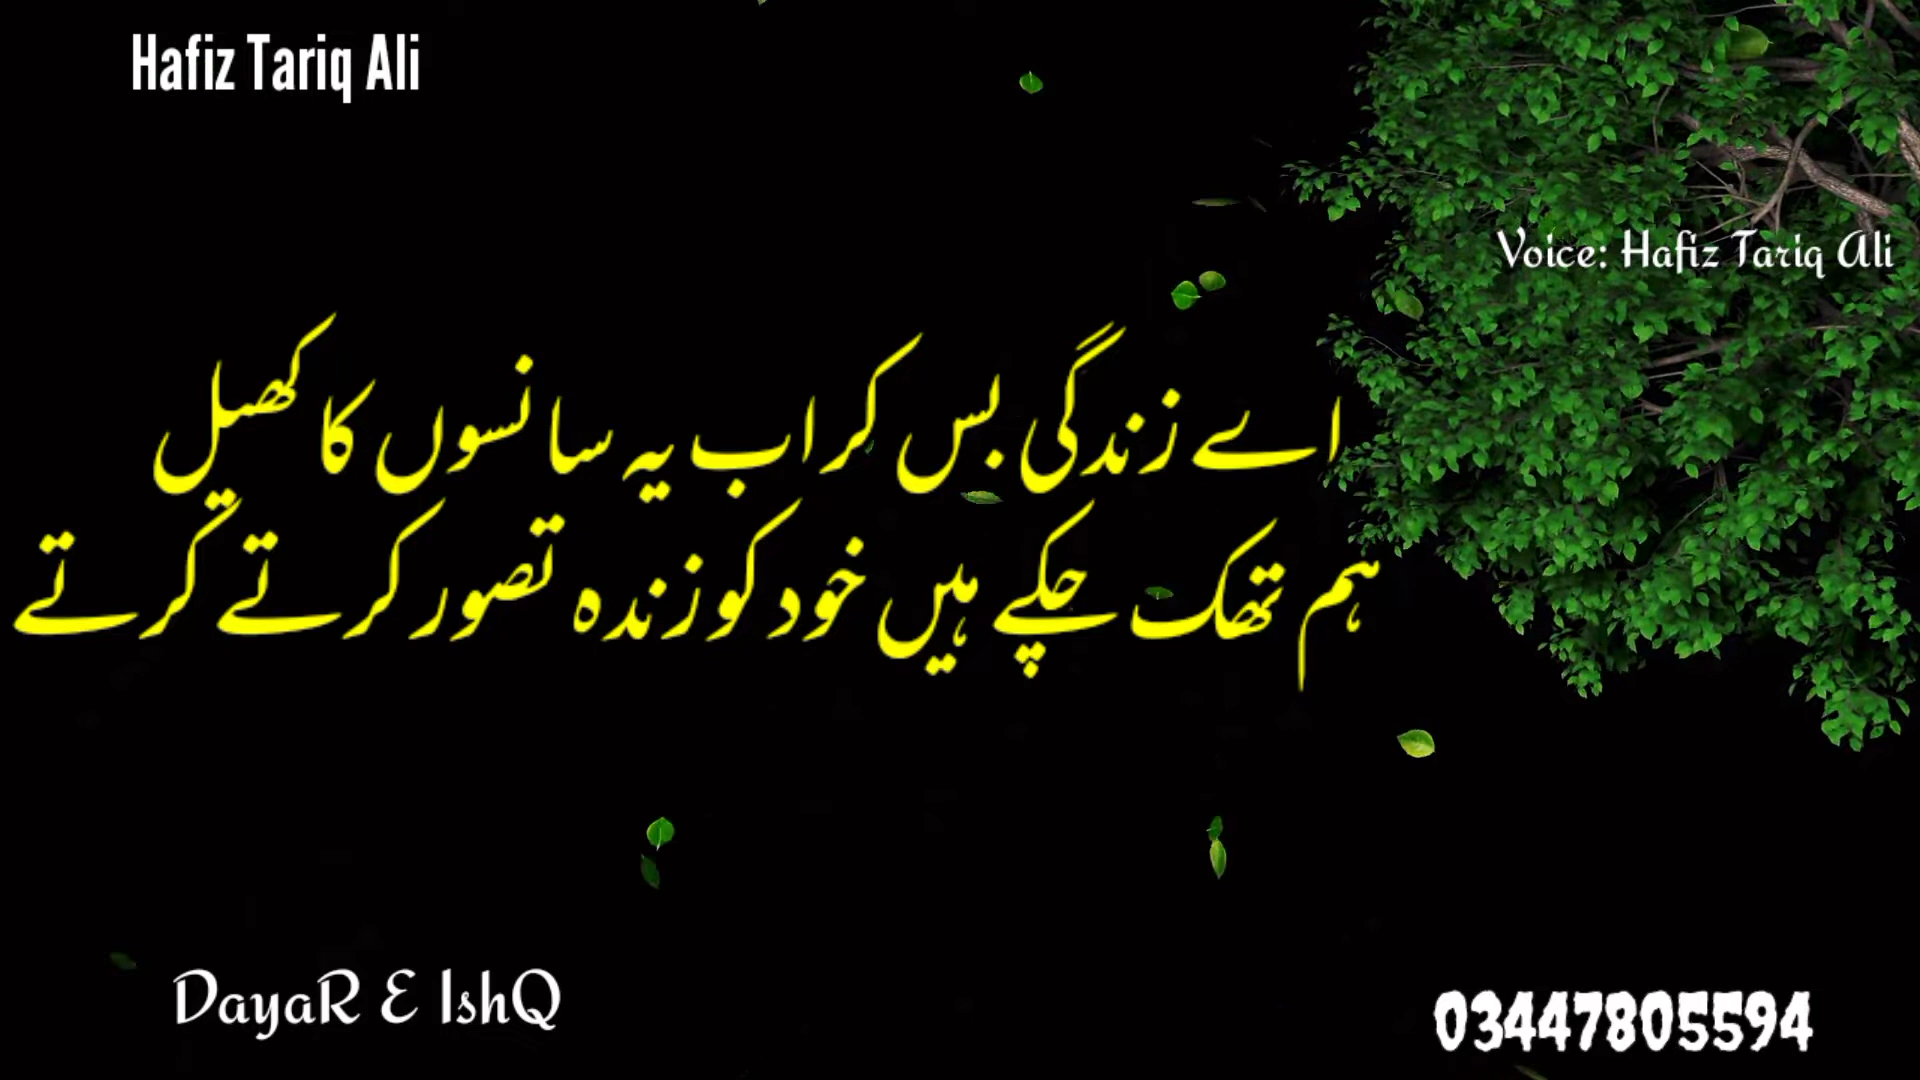 Hafiz Tariq Ali
Voice: Hafiz Tariq Ali
اے زندگی بس کر اب یہ سانسوں کا کھیل
ہم تھک چکے ہیں خود کو زندہ تصور کرتے کرتے
DayaR E IshQ
03447805594